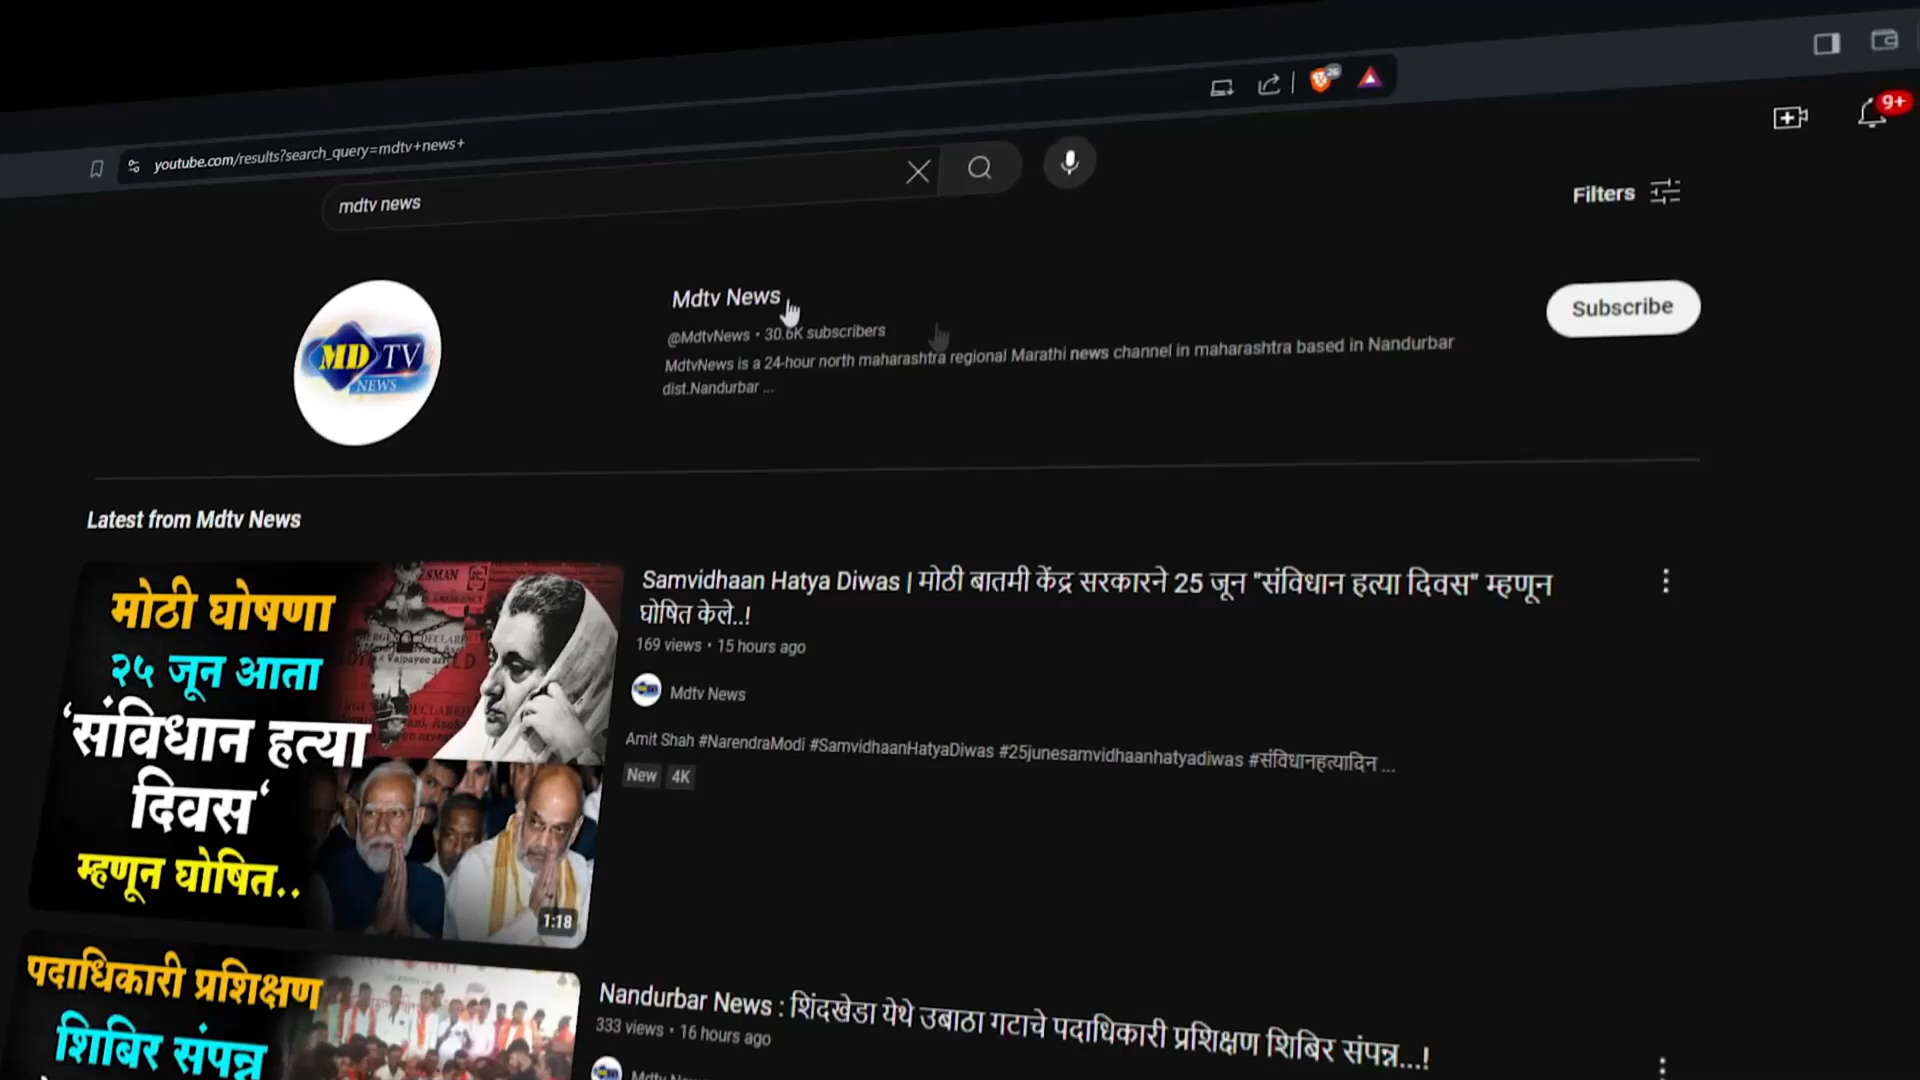 youtube.com/results?search_query=mdtv+news+
26
9+
mdtv news
Filters
MD TV
NEWS
Mdtv News
@MdtvNews • 30.6K subscribers
MdtvNews is a 24-hour north maharashtra regional Marathi news channel in maharashtra based in Nandurbar
dist.Nandurbar ...
Subscribe
Latest from Mdtv News
मोठी घोषणा
२५ जून आता
‘संविधान हत्या
दिवस‘
म्हणून घोषित..
1:18
Samvidhaan Hatya Diwas | मोठी बातमी केंद्र सरकारने 25 जून "संविधान हत्या दिवस" म्हणून
घोषित केले..!
169 views • 15 hours ago
Mdtv News
Amit Shah #NarendraModi #SamvidhaanHatyaDiwas #25junesamvidhaanhatyadiwas #संविधानहत्यादिन ...
New 4K
पदाधिकारी प्रशिक्षण
शिबिर संपन्न
Nandurbar News : शिंदखेडा येथे उबाठा गटाचे पदाधिकारी प्रशिक्षण शिबिर संपन्न...!
333 views • 16 hours ago